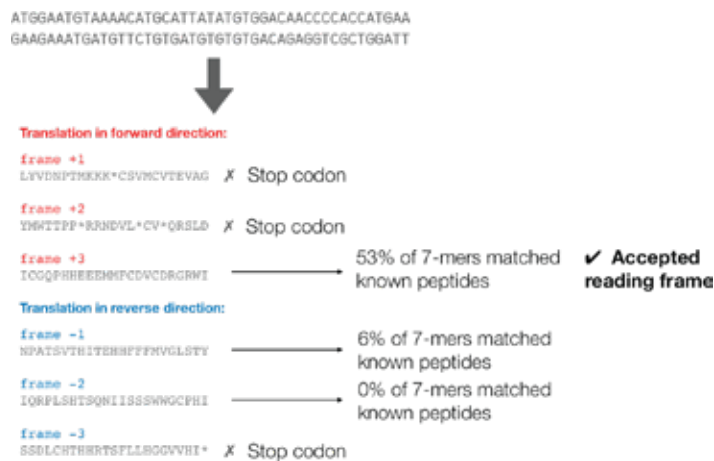 ATGGAATGTAAAACATGCATTATATGTGGACAACCCCACCATGAA
GAAGAAATGATGTTCTGTGATGTGTGTGACAGAGGTCGCTGGATT
Translation in forward direction:
frame +1
LYVDNPTMKKK*CSVMCVTEVAG ✗ Stop codon
frame +2
YMWTTPP*RRNDVL*CV*QRSLD ✗ Stop codon
frame +3
ICGQPHHEEEMMFCDVCDRGRWI
53% of 7-mers matched
known peptides
✔ Accepted
reading frame
Translation in reverse direction:
frame -1
NPATSVTHITEHHFFFMVGLSTY
6% of 7-mers matched
known peptides
frame -2
IQRPLSHTSQNIISSSWWGCPHI
0% of 7-mers matched
known peptides
frame -3
SSDLCHTHHRTSFLLHGGVVHI* ✗ Stop codon